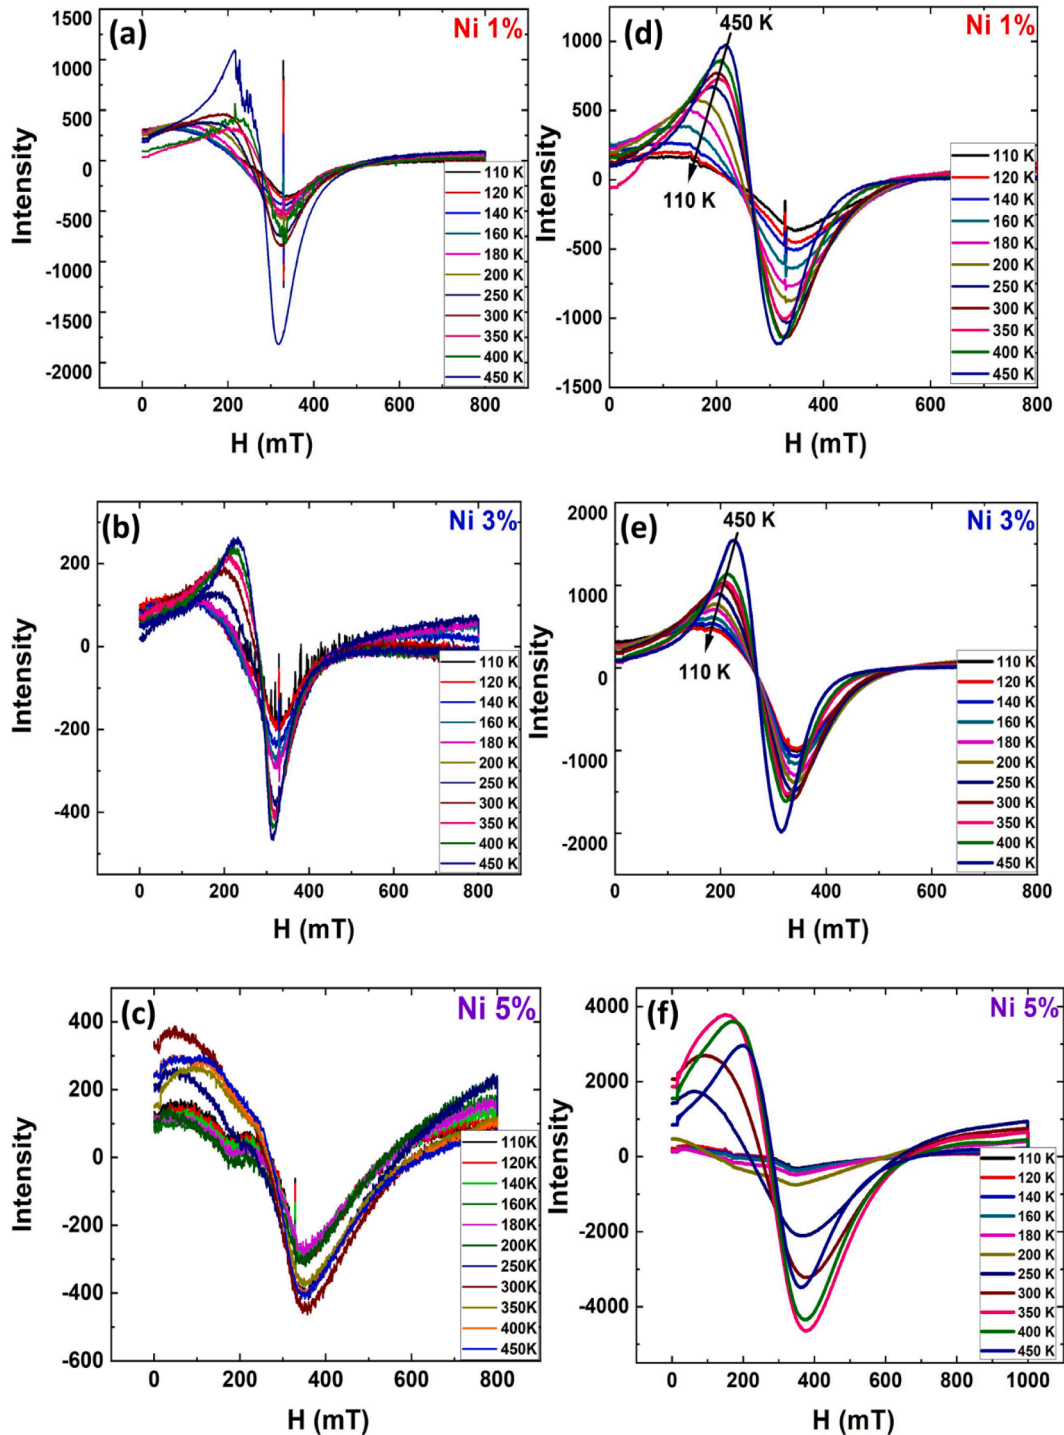 (a)
Ni 1%
1500
1000
500
0
-500
-1000
-1500
-2000
Intensity
0 200 400 600 800
H (mT)
110 K
120 K
140 K
160 K
180 K
200 K
250 K
300 K
350 K
400 K
450 K
(d)
450 K
Ni 1%
1000
500
0
-500
-1000
-1500
Intensity
110 K
0 200 400 600 800
H (mT)
110 K
120 K
140 K
160 K
180 K
200 K
250 K
300 K
350 K
400 K
450 K
(b)
Ni 3%
200
0
-200
-400
Intensity
0 200 400 600 800
H (mT)
110 K
120 K
140 K
160 K
180 K
200 K
250 K
300 K
350 K
400 K
450 K
(e)
450 K
Ni 3%
2000
1000
0
-1000
-2000
Intensity
110 K
0 200 400 600 800
H (mT)
110 K
120 K
140 K
160 K
180 K
200 K
250 K
300 K
350 K
400 K
450 K
(c)
Ni 5%
400
200
0
-200
-400
-600
Intensity
0 200 400 600 800
H (mT)
110K
120K
140K
160K
180K
200K
250K
300K
350K
400K
450K
(f)
Ni 5%
4000
2000
0
-2000
-4000
Intensity
0 200 400 600 800 1000
H (mT)
110 K
120 K
140 K
160 K
180 K
200 K
250 K
300 K
350 K
400 K
450 K